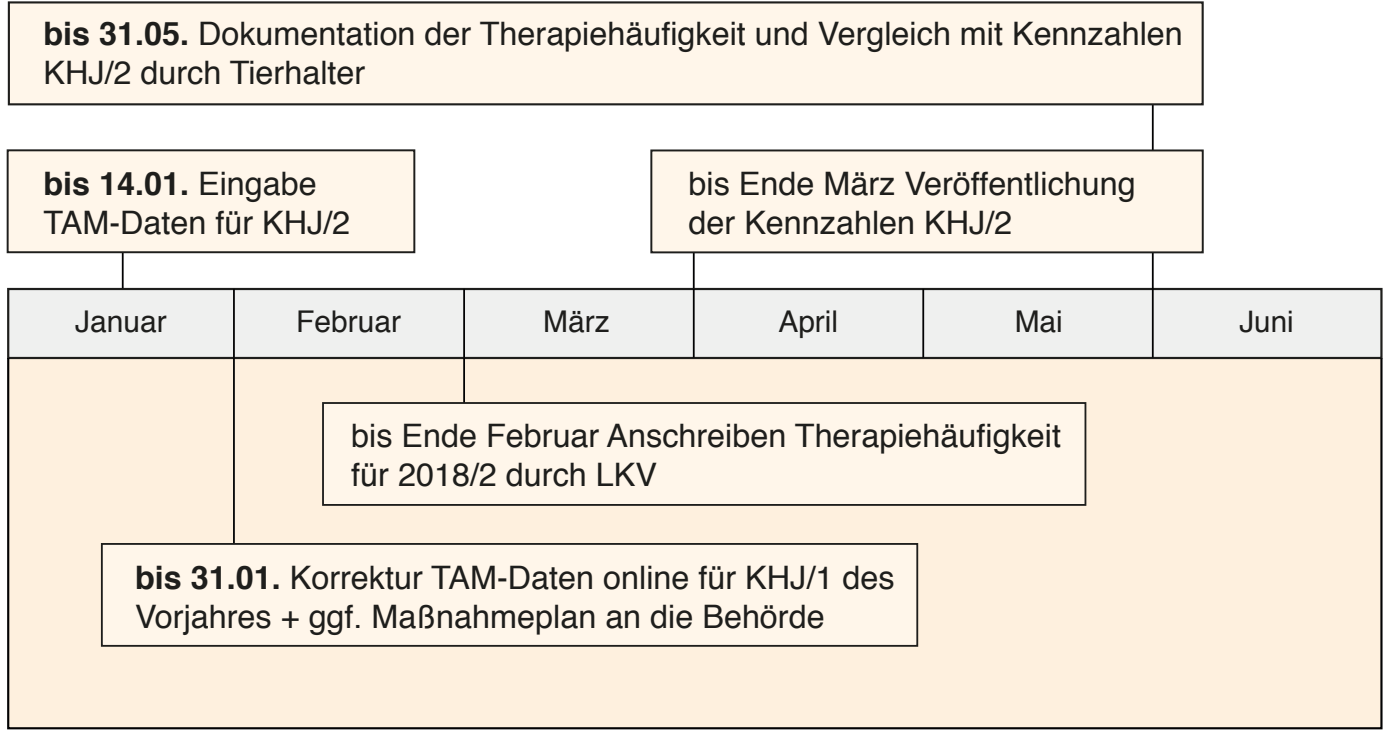 bis 31.05. Dokumentation der Therapiehäufigkeit und Vergleich mit Kennzahlen
KHJ/2 durch Tierhalter
bis 14.01. Eingabe
TAM-Daten für KHJ/2
bis Ende März Veröffentlichung
der Kennzahlen KHJ/2
Januar
Februar
März
April
Mai
Juni
bis Ende Februar Anschreiben Therapiehäufigkeit
für 2018/2 durch LKV
bis 31.01. Korrektur TAM-Daten online für KHJ/1 des
Vorjahres + ggf. Maßnahmeplan an die Behörde